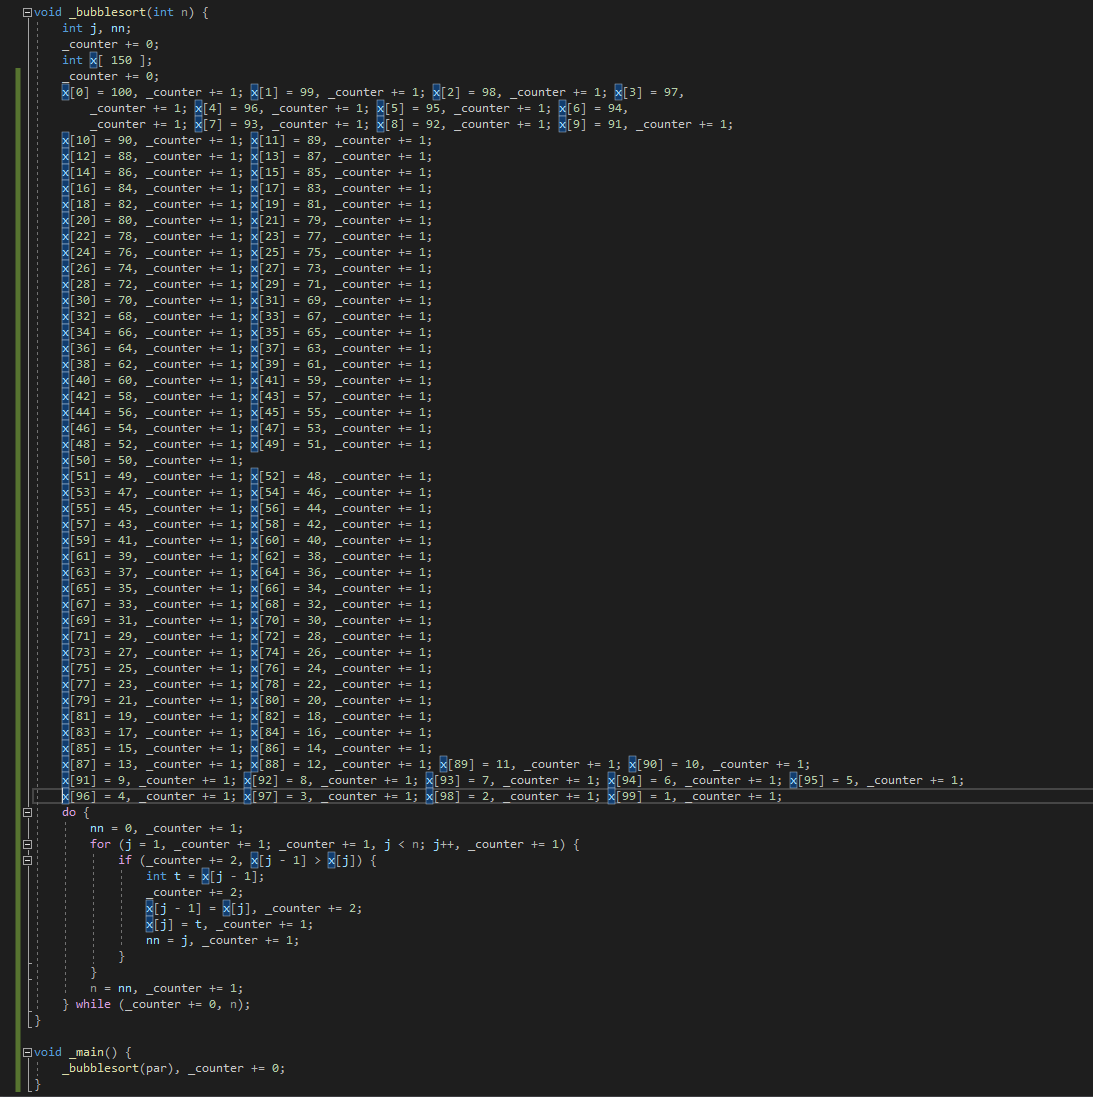 void _bubblesort(int n) {
int j, nn;
_counter += 0;
int x[ 150 ];
_counter += 0;
x[0] = 100, _counter += 1; x[1] = 99, _counter += 1; x[2] = 98, _counter += 1; x[3] = 97,
_counter += 1; x[4] = 96, _counter += 1; x[5] = 95, _counter += 1; x[6] = 94,
_counter += 1; x[7] = 93, _counter += 1; x[8] = 92, _counter += 1; x[9] = 91, _counter += 1;
x[10] = 90, _counter += 1; x[11] = 89, _counter += 1;
x[12] = 88, _counter += 1; x[13] = 87, _counter += 1;
x[14] = 86, _counter += 1; x[15] = 85, _counter += 1;
x[16] = 84, _counter += 1; x[17] = 83, _counter += 1;
x[18] = 82, _counter += 1; x[19] = 81, _counter += 1;
x[20] = 80, _counter += 1; x[21] = 79, _counter += 1;
x[22] = 78, _counter += 1; x[23] = 77, _counter += 1;
x[24] = 76, _counter += 1; x[25] = 75, _counter += 1;
x[26] = 74, _counter += 1; x[27] = 73, _counter += 1;
x[28] = 72, _counter += 1; x[29] = 71, _counter += 1;
x[30] = 70, _counter += 1; x[31] = 69, _counter += 1;
x[32] = 68, _counter += 1; x[33] = 67, _counter += 1;
x[34] = 66, _counter += 1; x[35] = 65, _counter += 1;
x[36] = 64, _counter += 1; x[37] = 63, _counter += 1;
x[38] = 62, _counter += 1; x[39] = 61, _counter += 1;
x[40] = 60, _counter += 1; x[41] = 59, _counter += 1;
x[42] = 58, _counter += 1; x[43] = 57, _counter += 1;
x[44] = 56, _counter += 1; x[45] = 55, _counter += 1;
x[46] = 54, _counter += 1; x[47] = 53, _counter += 1;
x[48] = 52, _counter += 1; x[49] = 51, _counter += 1;
x[50] = 50, _counter += 1;
x[51] = 49, _counter += 1; x[52] = 48, _counter += 1;
x[53] = 47, _counter += 1; x[54] = 46, _counter += 1;
x[55] = 45, _counter += 1; x[56] = 44, _counter += 1;
x[57] = 43, _counter += 1; x[58] = 42, _counter += 1;
x[59] = 41, _counter += 1; x[60] = 40, _counter += 1;
x[61] = 39, _counter += 1; x[62] = 38, _counter += 1;
x[63] = 37, _counter += 1; x[64] = 36, _counter += 1;
x[65] = 35, _counter += 1; x[66] = 34, _counter += 1;
x[67] = 33, _counter += 1; x[68] = 32, _counter += 1;
x[69] = 31, _counter += 1; x[70] = 30, _counter += 1;
x[71] = 29, _counter += 1; x[72] = 28, _counter += 1;
x[73] = 27, _counter += 1; x[74] = 26, _counter += 1;
x[75] = 25, _counter += 1; x[76] = 24, _counter += 1;
x[77] = 23, _counter += 1; x[78] = 22, _counter += 1;
x[79] = 21, _counter += 1; x[80] = 20, _counter += 1;
x[81] = 19, _counter += 1; x[82] = 18, _counter += 1;
x[83] = 17, _counter += 1; x[84] = 16, _counter += 1;
x[85] = 15, _counter += 1; x[86] = 14, _counter += 1;
x[87] = 13, _counter += 1; x[88] = 12, _counter += 1; x[89] = 11, _counter += 1; x[90] = 10, _counter += 1;
x[91] = 9, _counter += 1; x[92] = 8, _counter += 1; x[93] = 7, _counter += 1; x[94] = 6, _counter += 1; x[95] = 5, _counter += 1;
x[96] = 4, _counter += 1; x[97] = 3, _counter += 1; x[98] = 2, _counter += 1; x[99] = 1, _counter += 1;
do {
nn = 0, _counter += 1;
for (j = 1, _counter += 1; _counter += 1, j < n; j++, _counter += 1) {
if (_counter += 2, x[j - 1] > x[j]) {
int t = x[j - 1];
_counter += 2;
x[j - 1] = x[j], _counter += 2;
x[j] = t, _counter += 1;
nn = j, _counter += 1;
}
}
n = nn, _counter += 1;
} while (_counter += 0, n);
}
void _main() {
_bubblesort(par), _counter += 0;
}